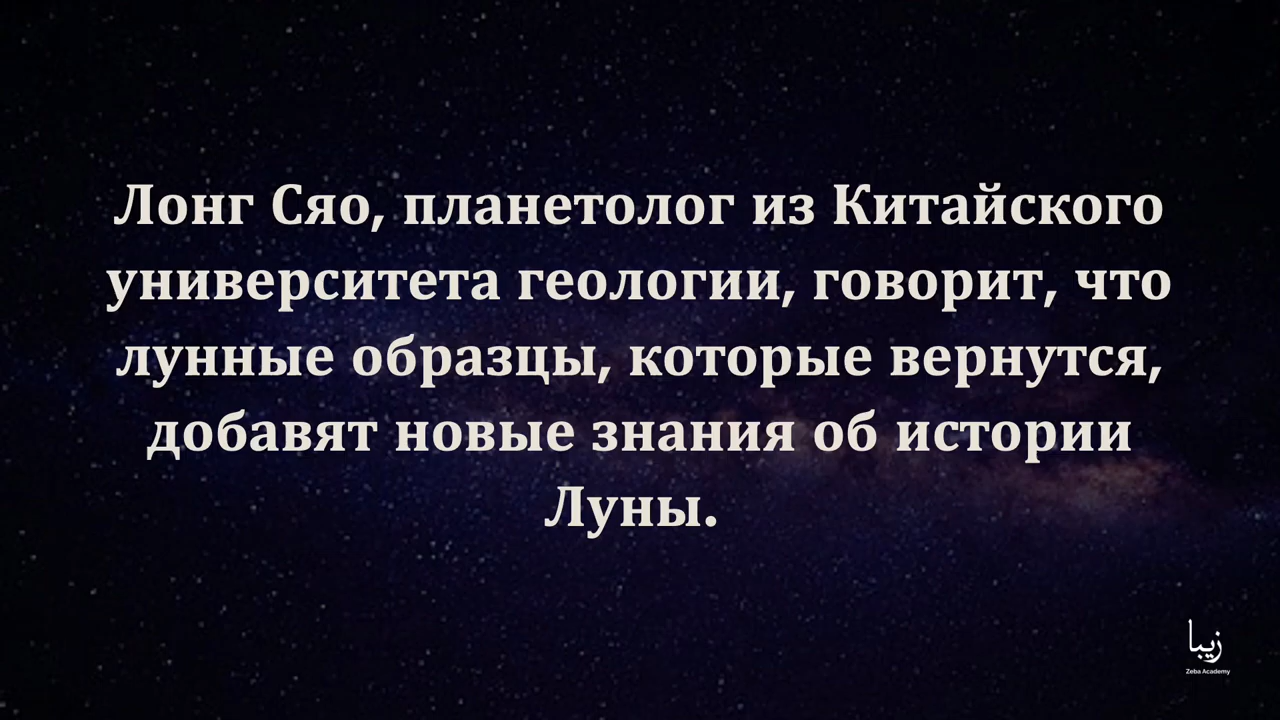 Лонг Сяо, планетолог из Китайского
университета геологии, говорит, что
лунные образцы, которые вернутся,
добавят новые знания об истории
Луны.
زیبا
Zeba Academy